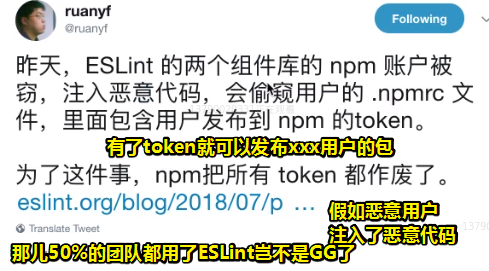 ruanyf
@ruanyf
Following
昨天，ESLint 的两个组件库的 npm 账户被
窃，注入恶意代码，会偷窥用户的 .npmrc 文
件，里面包含用户发布到 npm 的token。
有了token就可以发布xxx用户的包
为了这件事，npm把所有 token 都作废了。
eslint.org/blog/2018/07/p ...
假如恶意用户
注入了恶意代码
Translate Tweet
那儿50%的团队都用了ESLint岂不是GG了